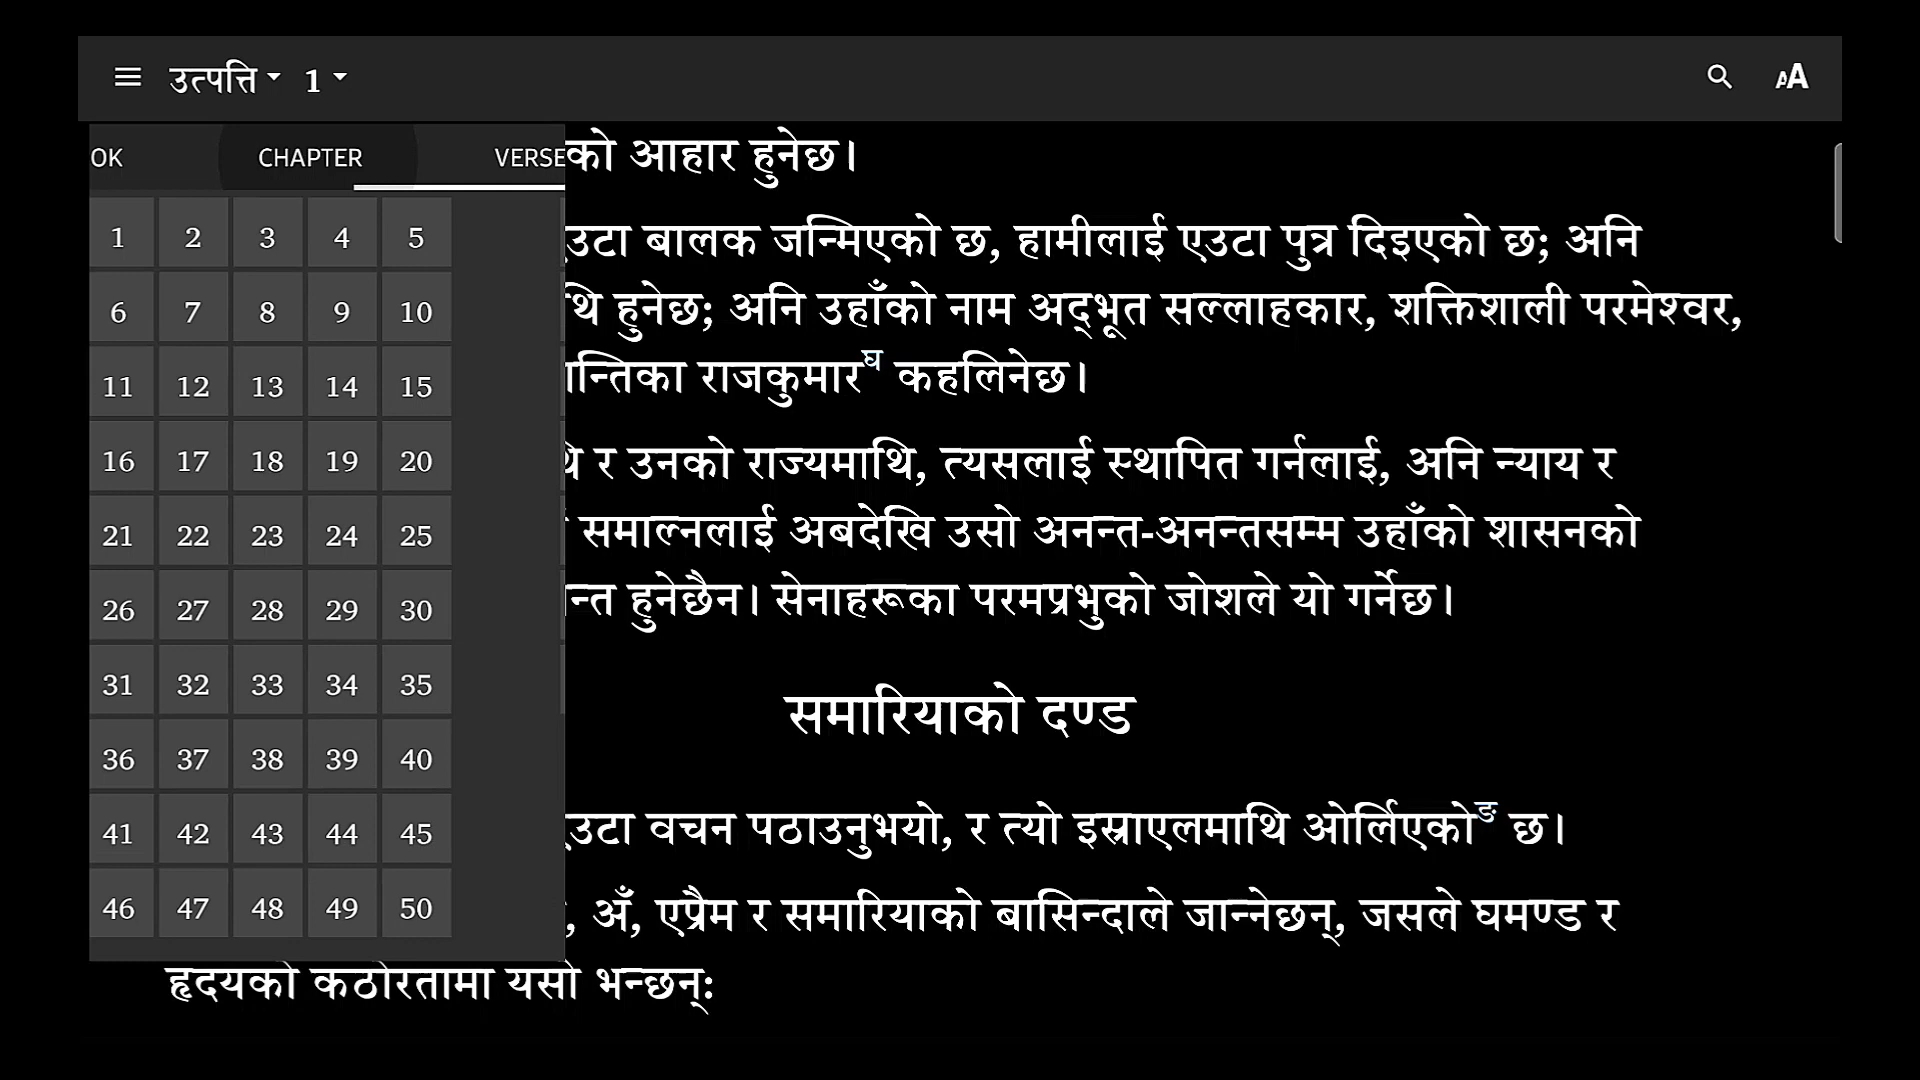 उत्पत्ति 1 AA
OK CHAPTER VERSE
1 2 3 4 5
6 7 8 9 10
11 12 13 14 15
16 17 18 19 20
21 22 23 24 25
26 27 28 29 30
31 32 33 34 35
36 37 38 39 40
41 42 43 44 45
46 47 48 49 50
को आहार हुनेछ।
बालक जन्मिएको छ, हामीलाई एउटा पुत्र दिइएको छ; अनि
हुनेछ; अनि उहाँको नाम अद्‌भूत सल्लाहकार, शक्तिशाली परमेश्‍वर,
राजकुमारघ कहलिनेछ।
र उनको राज्यमाथि, त्यसलाई स्थापित गर्नलाई, अनि न्याय र
समाल्नलाई अबदेखि उसो अनन्त-अनन्तसम्म उहाँको शासनको
हुनेछैन। सेनाहरूका परमप्रभुको जोशले यो गर्नेछ।
समारियाको दण्ड
वचन पठाउनुभयो, र त्यो इस्राएलमाथि ओर्लिएकोङ छ।
, अँ, एप्रैम र समारियाको बासिन्दाले जान्नेछन्, जसले घमण्ड र
हृदयको कठोरतामा यसो भन्छन्: